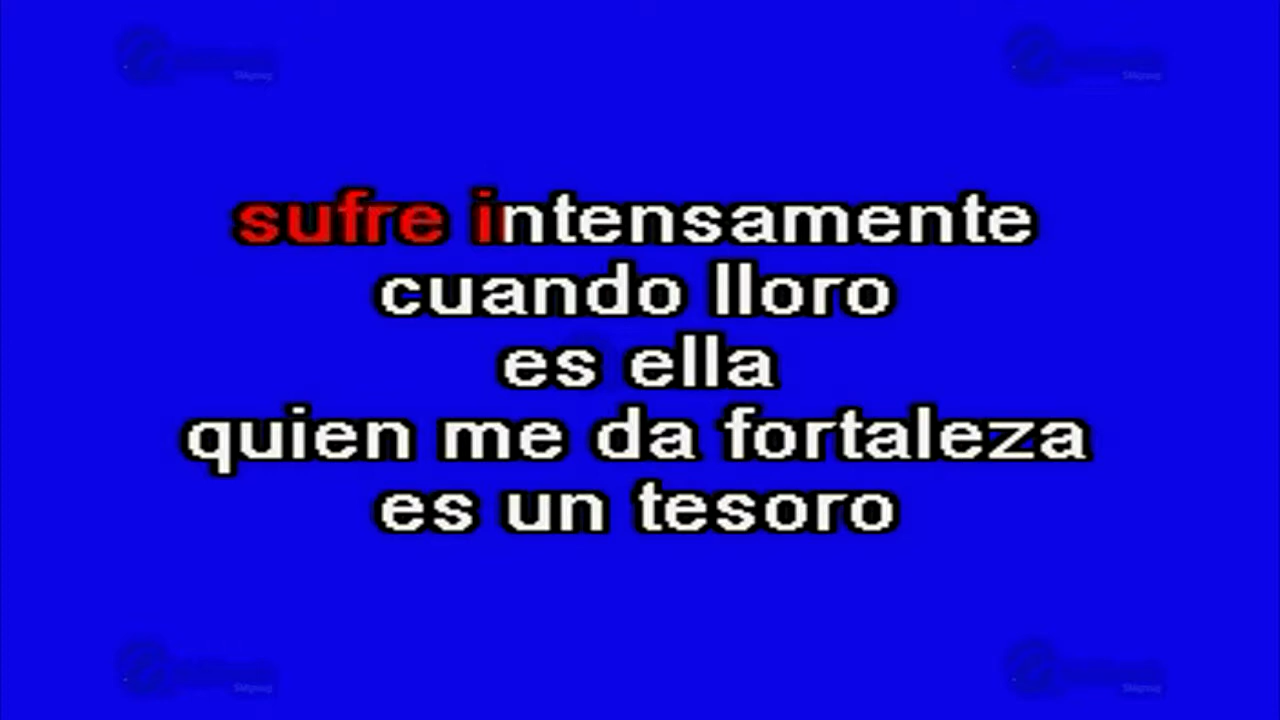 sufre intensamente
cuando lloro
es ella
quien me da fortaleza
es un tesoro